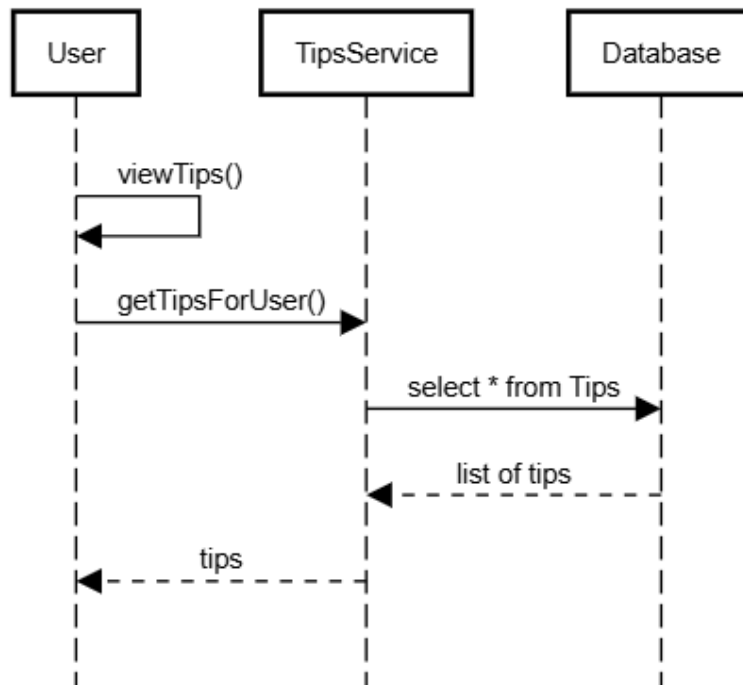 User
TipsService
Database
viewTips()
getTipsForUser()
select * from Tips
list of tips
tips